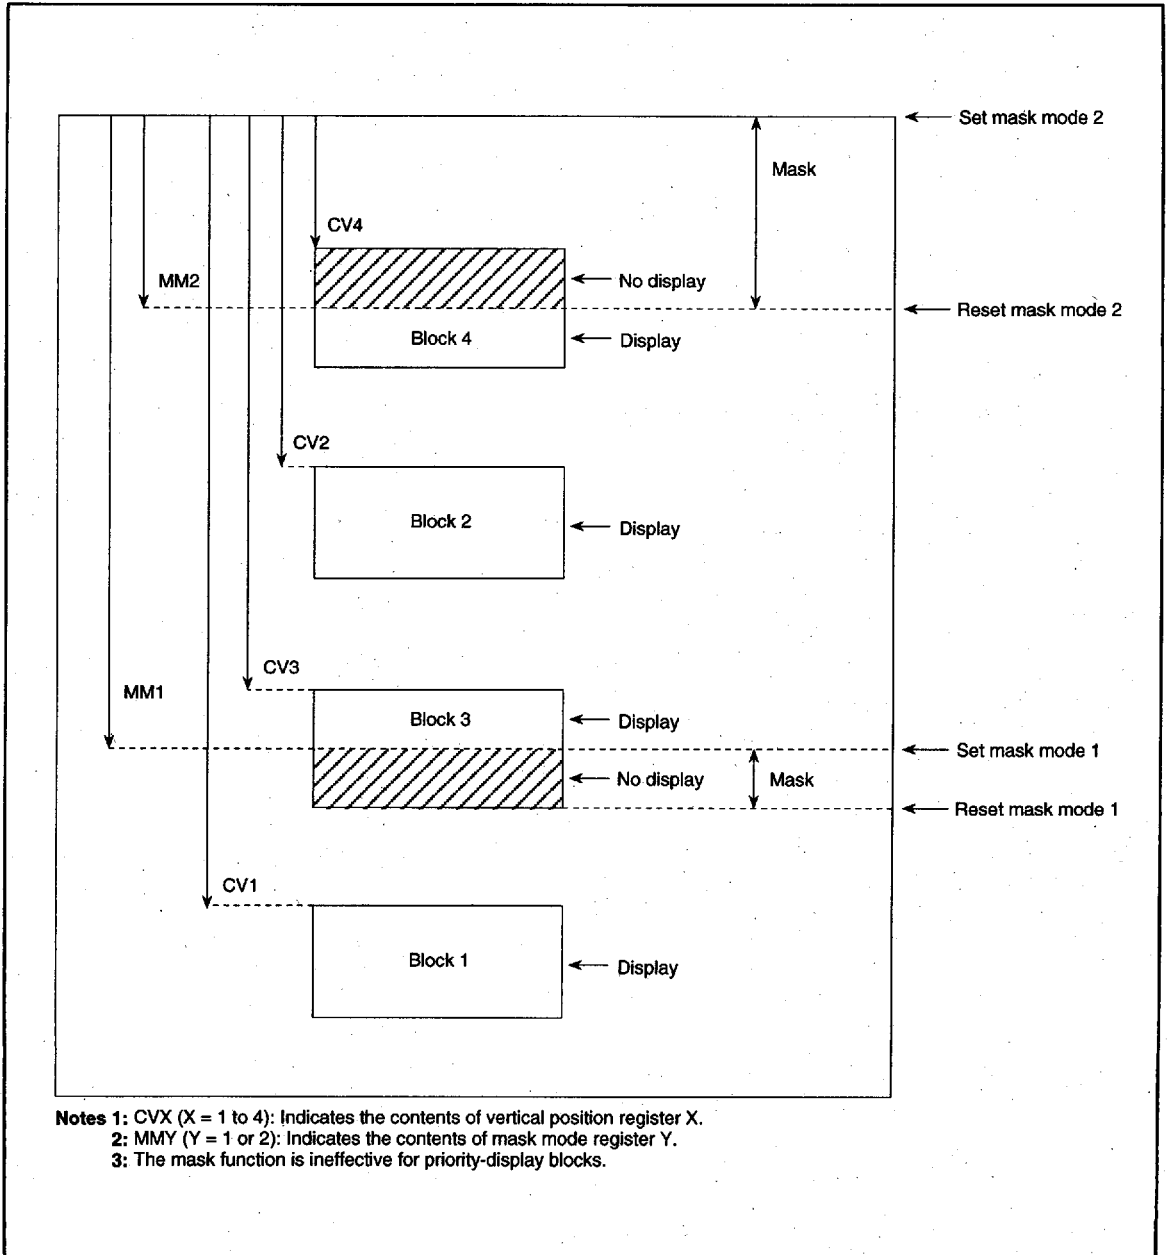 Set mask mode 2
Mask
CV4
MM2
No display
Reset mask mode 2
Block 4
Display
CV2
Block 2
Display
CV3
MM1
Block 3
Display
Set mask mode 1
No display
Mask
Reset mask mode 1
CV1
Block 1
Display
Notes 1: CVX (X = 1 to 4): Indicates the contents of vertical position register X.
2: MMY (Y = 1 or 2): Indicates the contents of mask mode register Y.
3: The mask function is ineffective for priority-display blocks.